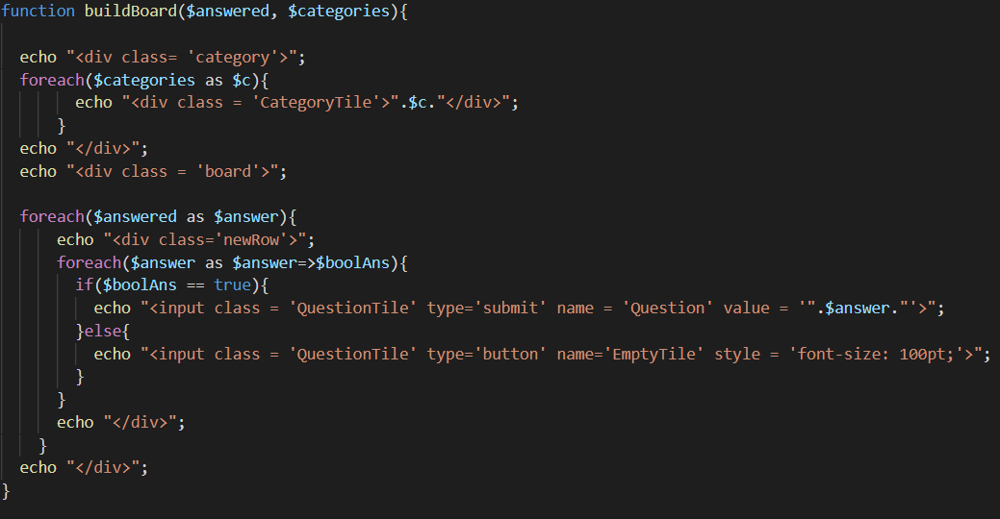 function buildBoard($answered, $categories){
echo "<div class= 'category'>";
foreach($categories as $c){
echo "<div class = 'CategoryTile'>".$c."</div>";
}
echo "</div>";
echo "<div class = 'board'>";
foreach($answered as $answer){
echo "<div class='newRow'>";
foreach($answer as $answer=>$boolAns){
if($boolAns == true){
echo "<input class = 'QuestionTile' type='submit' name = 'Question' value = '".$answer."'>";
}else{
echo "<input class = 'QuestionTile' type='button' name='EmptyTile' style = 'font-size: 100pt;'>";
}
}
echo "</div>";
}
echo "</div>";
}